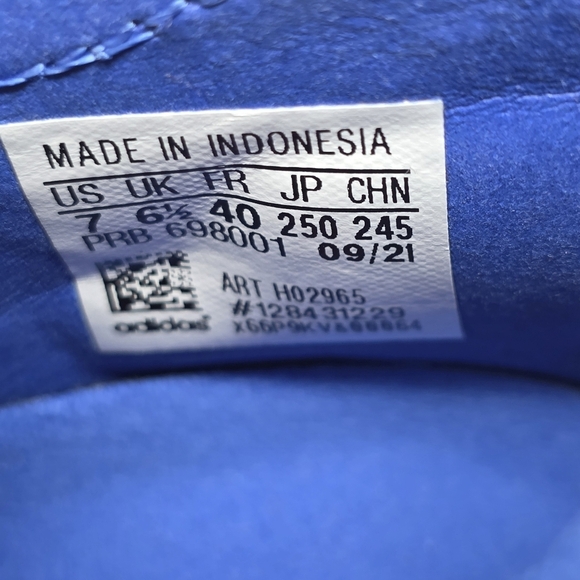 MADE IN INDONESIA
US UK FR JP CHN
7 6½ 40 250 245
PRB 698001 09/21
ART H02965
#128431229
adidas